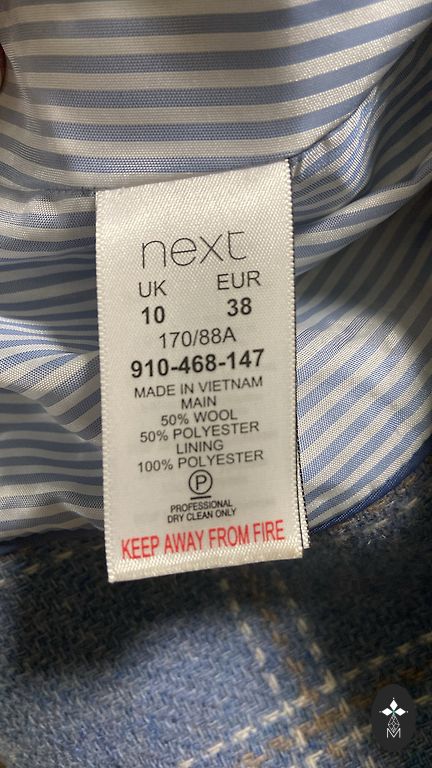 next
UK EUR
10 38
170/88A
910-468-147
MADE IN VIETNAM
MAIN
50% WOOL
50% POLYESTER
LINING
100% POLYESTER
P
PROFESSIONAL
DRY CLEAN ONLY
KEEP AWAY FROM FIRE
M